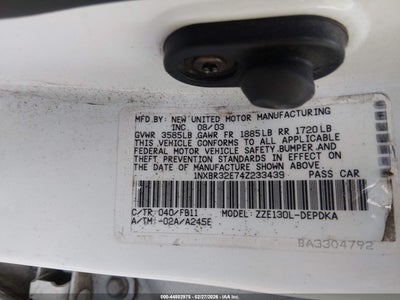 MFD.BY: NEW UNITED MOTOR MANUFACTURING
INC. 08/03
GVWR 3585LB GAWR FR 1885LB RR 1720LB
THIS VEHICLE CONFORMS TO ALL APPLICABLE
FEDERAL MOTOR VEHICLE SAFETY,BUMPER,AND
THEFT PREVENTION STANDARDS IN EFFECT ON
THE DATE OF MANUFACTURE SHOWN ABOVE.
1NXBR32E74Z233439 PASS CAR
C/TR: 040/FB11 MODEL: ZZE130L-DEPDKA
A/TM: -02A/A245E
BA3304792
000-44602975 - 02/27/2026 - IAA, Inc.